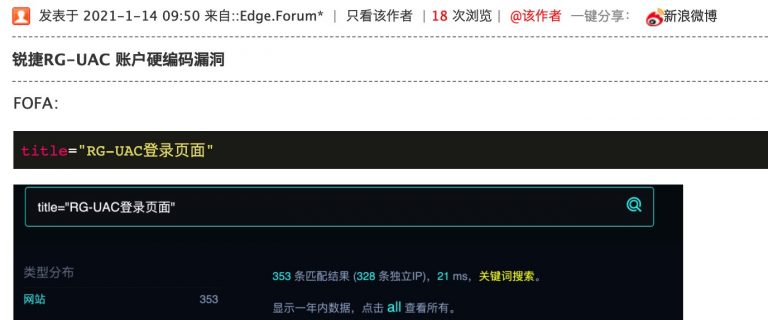 发表于 2021-1-14 09:50 来自::Edge.Forum* | 只看该作者 | 18 次浏览 | @该作者 一键分享： 新浪微博
锐捷RG-UAC 账户硬编码漏洞
FOFA：
title="RG-UAC登录页面"
title="RG-UAC登录页面"
类型分布
353 条匹配结果 (328 条独立IP)，21 ms，关键词搜索。
网站 353
显示一年内数据，点击 all 查看所有。